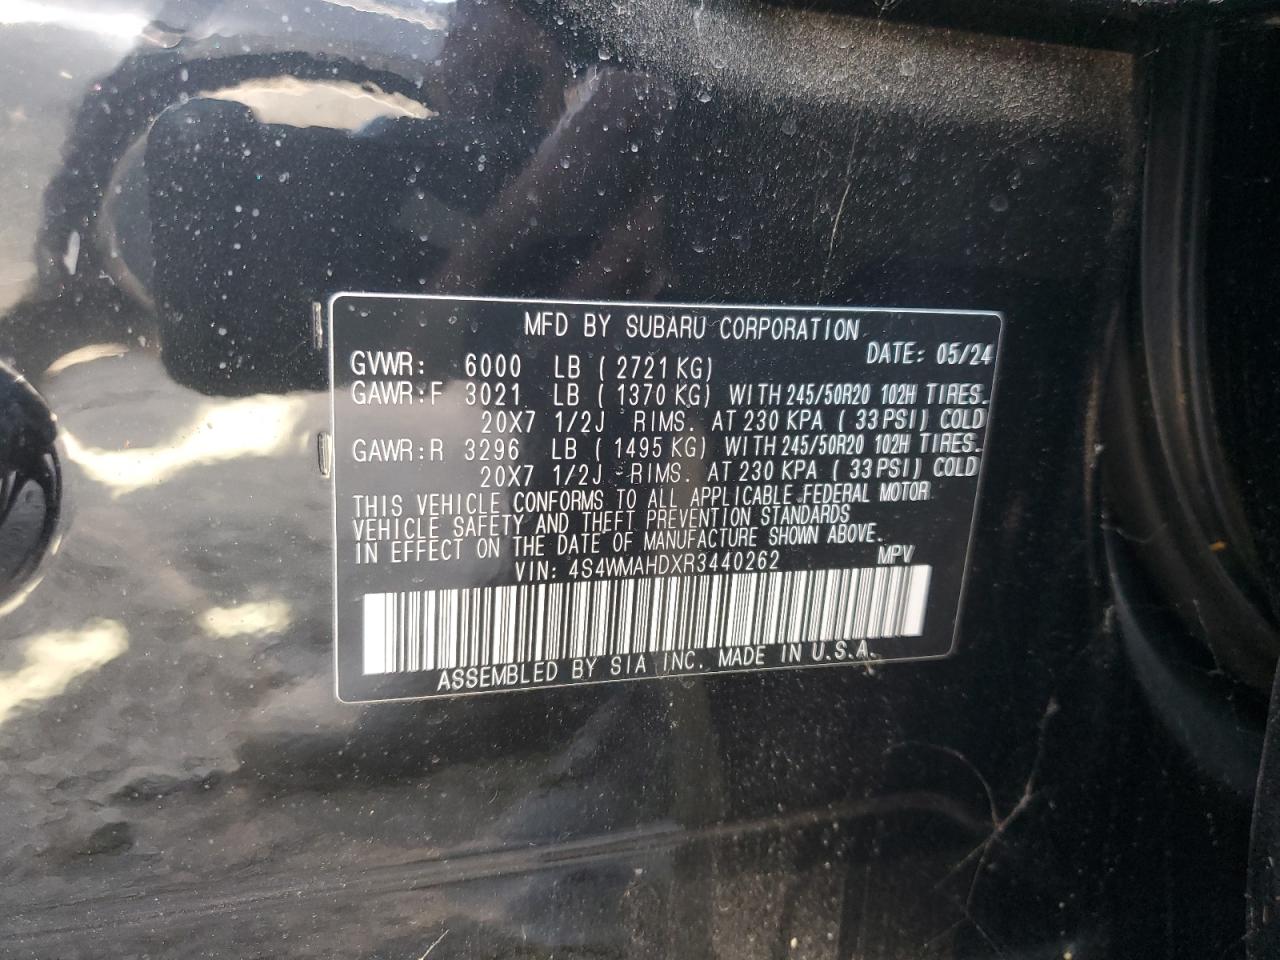 MFD BY SUBARU CORPORATION
DATE: 05/24
GVWR: 6000 LB ( 2721 KG)
GAWR:F 3021 LB ( 1370 KG) WITH 245/50R20 102H TIRES.
20X7 1/2J RIMS. AT 230 KPA ( 33 PSI) COLD
GAWR:R 3296 LB ( 1495 KG) WITH 245/50R20 102H TIRES.
20X7 1/2J RIMS. AT 230 KPA ( 33 PSI) COLD
THIS VEHICLE CONFORMS TO ALL APPLICABLE FEDERAL MOTOR
VEHICLE SAFETY AND THEFT PREVENTION STANDARDS
IN EFFECT ON THE DATE OF MANUFACTURE SHOWN ABOVE.
VIN: 4S4WMAHDXR3440262 MPV
ASSEMBLED BY SIA INC. MADE IN U.S.A.